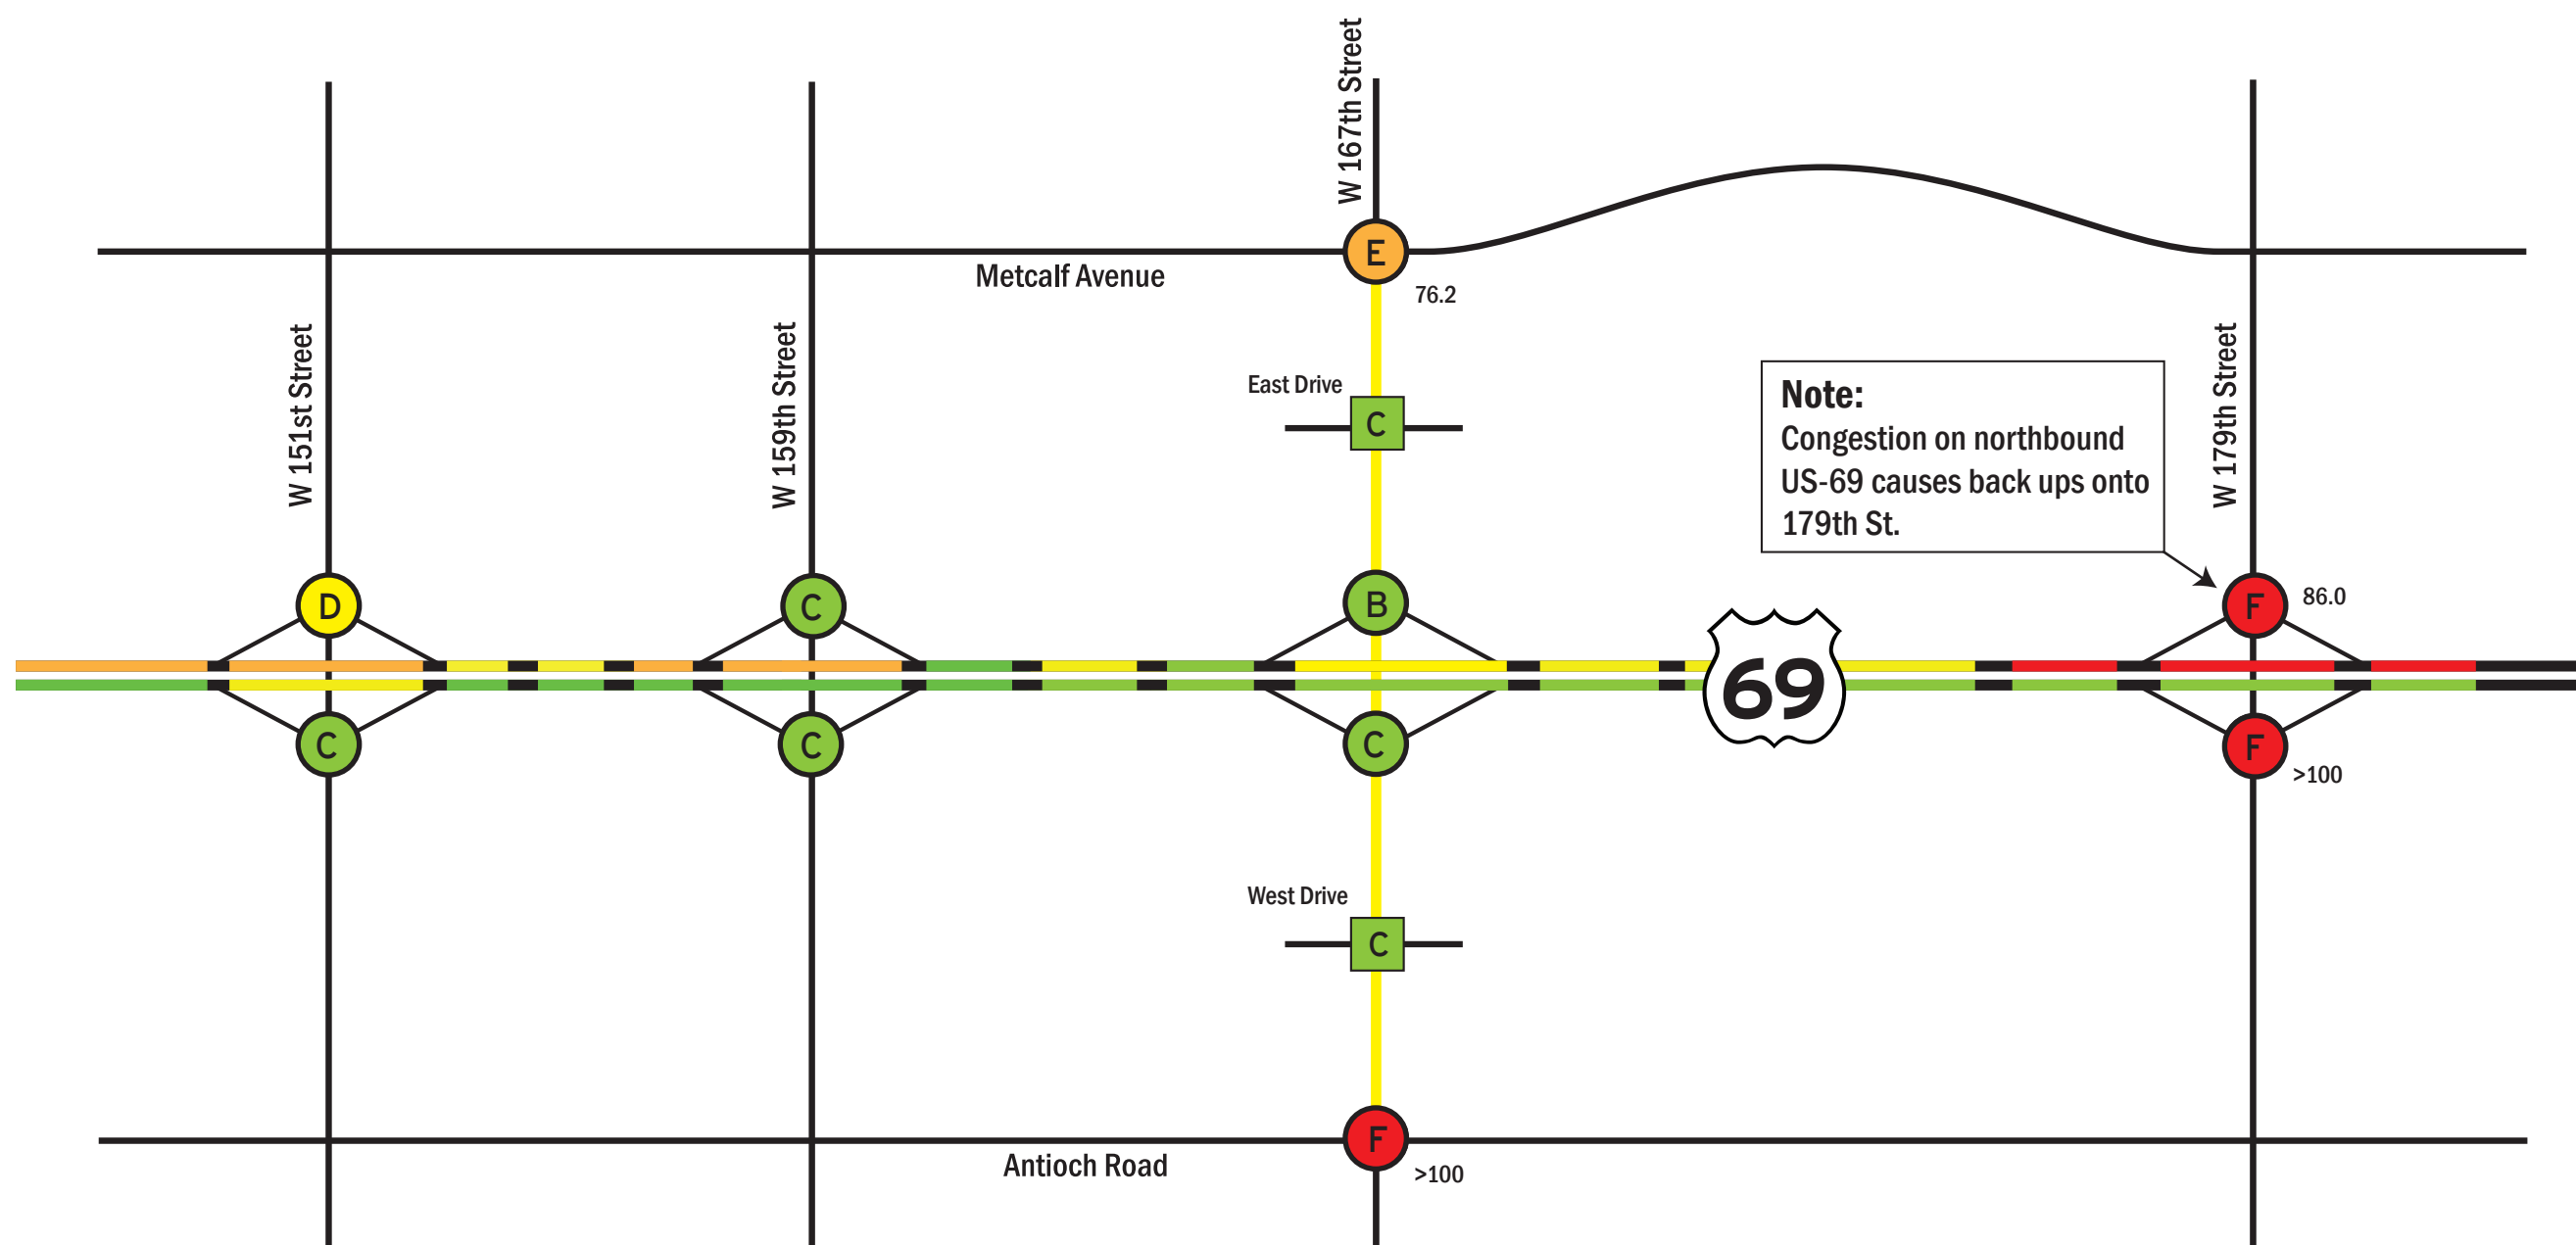 W 167th Street
E
76.2
Metcalf Avenue
W 151st Street
W 159th Street
East Drive
C
Note:
Congestion on northbound
US-69 causes back ups onto
179th St.
W 179th Street
D
C
B
F
86.0
69
C
C
C
F
>100
West Drive
C
Antioch Road
F
>100